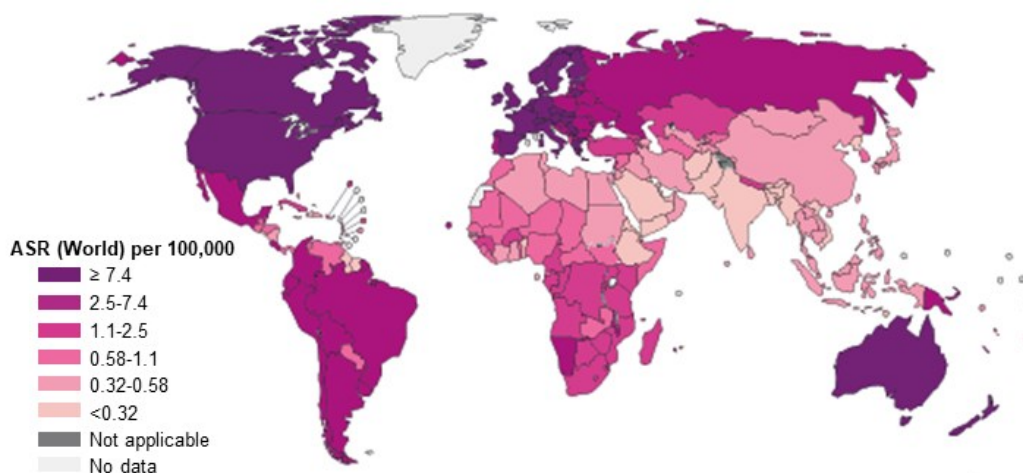 ASR (World) per 100,000
≥ 7.4
2.5-7.4
1.1-2.5
0.58-1.1
0.32-0.58
<0.32
Not applicable
No data